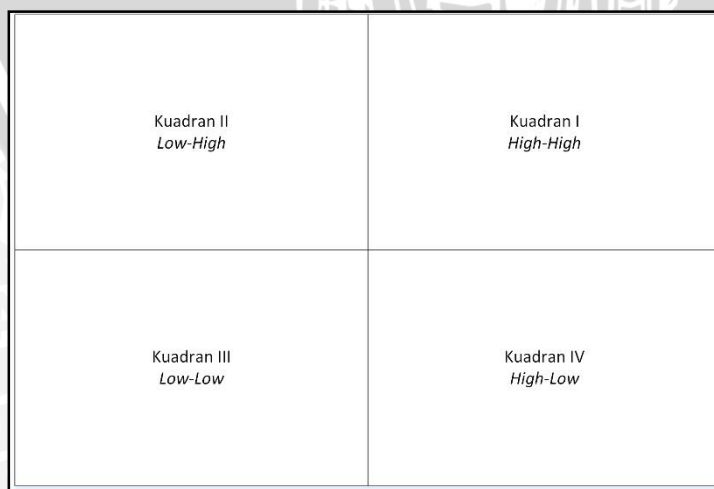 Kuadran II
Low-High
Kuadran I
High-High
Kuadran III
Low-Low
Kuadran IV
High-Low